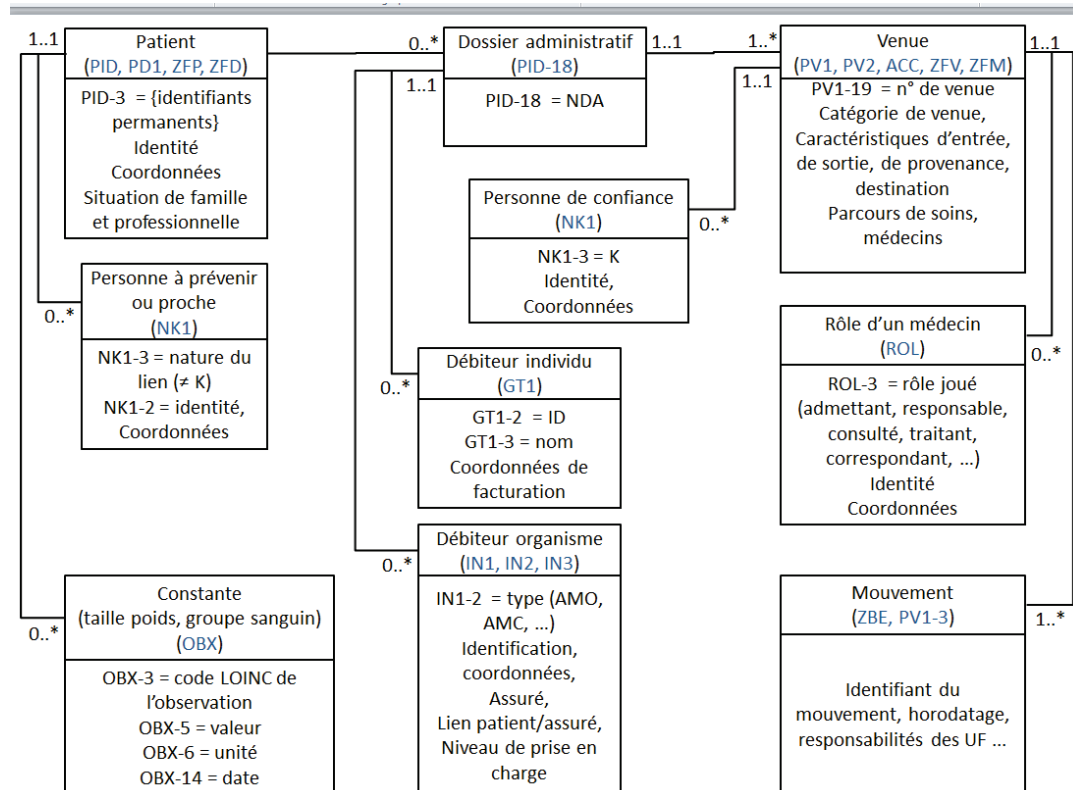 1..1
Patient
(PID, PD1, ZFP, ZFD)
PID-3 = {identifiants
permanents}
Identité
Coordonnées
Situation de famille
et professionnelle
0..*
Dossier administratif
(PID-18)
1..1
PID-18 = NDA
1..1
1..*
Venue
(PV1, PV2, ACC, ZFV, ZFM)
1..1
1..1
PV1-19 = n° de venue
Catégorie de venue,
Caractéristiques d'entrée,
de sortie, de provenance,
destination
Parcours de soins,
médecins
Personne de confiance
(NK1)
0..*
NK1-3 = K
Identité,
Coordonnées
Personne à prévenir
ou proche
(NK1)
0..*
NK1-3 = nature du
lien (≠ K)
NK1-2 = identité,
Coordonnées
Rôle d'un médecin
(ROL)
0..*
ROL-3 = rôle joué
(admettant, responsable,
consulté, traitant,
correspondant, ...)
Identité
Coordonnées
Débiteur individu
(GT1)
0..*
GT1-2 = ID
GT1-3 = nom
Coordonnées de
facturation
Débiteur organisme
(IN1, IN2, IN3)
0..*
IN1-2 = type (AMO,
AMC, ...)
Identification,
coordonnées,
Assuré,
Lien patient/assuré,
Niveau de prise en
charge
Constante
(taille poids, groupe sanguin)
(OBX)
0..*
OBX-3 = code LOINC de
l'observation
OBX-5 = valeur
OBX-6 = unité
OBX-14 = date
Mouvement
(ZBE, PV1-3)
1..*
Identifiant du
mouvement, horodatage,
responsabilités des UF ...